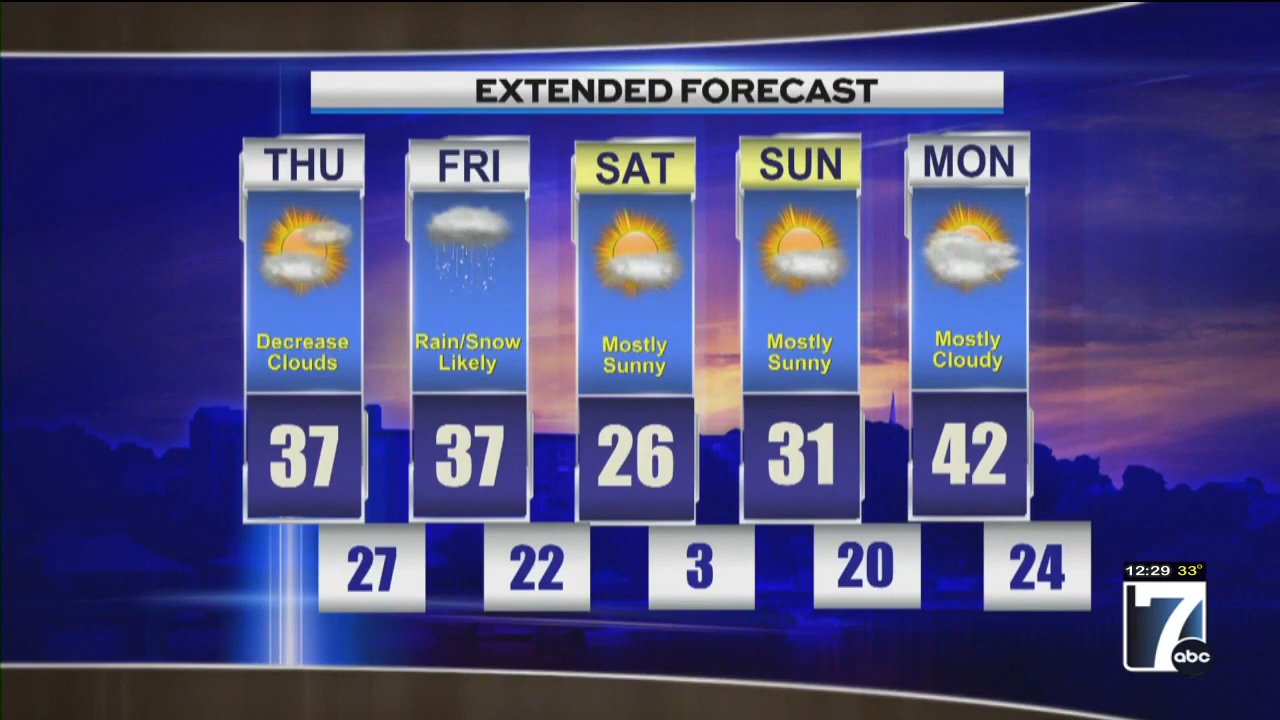 EXTENDED FORECAST
THU
FRI
SAT
SUN
MON
Decrease
Clouds
Rain/Snow
Likely
Mostly
Sunny
Mostly
Sunny
Mostly
Cloudy
37
37
26
31
42
27
22
3
20
24
12:29 33°
7
abc